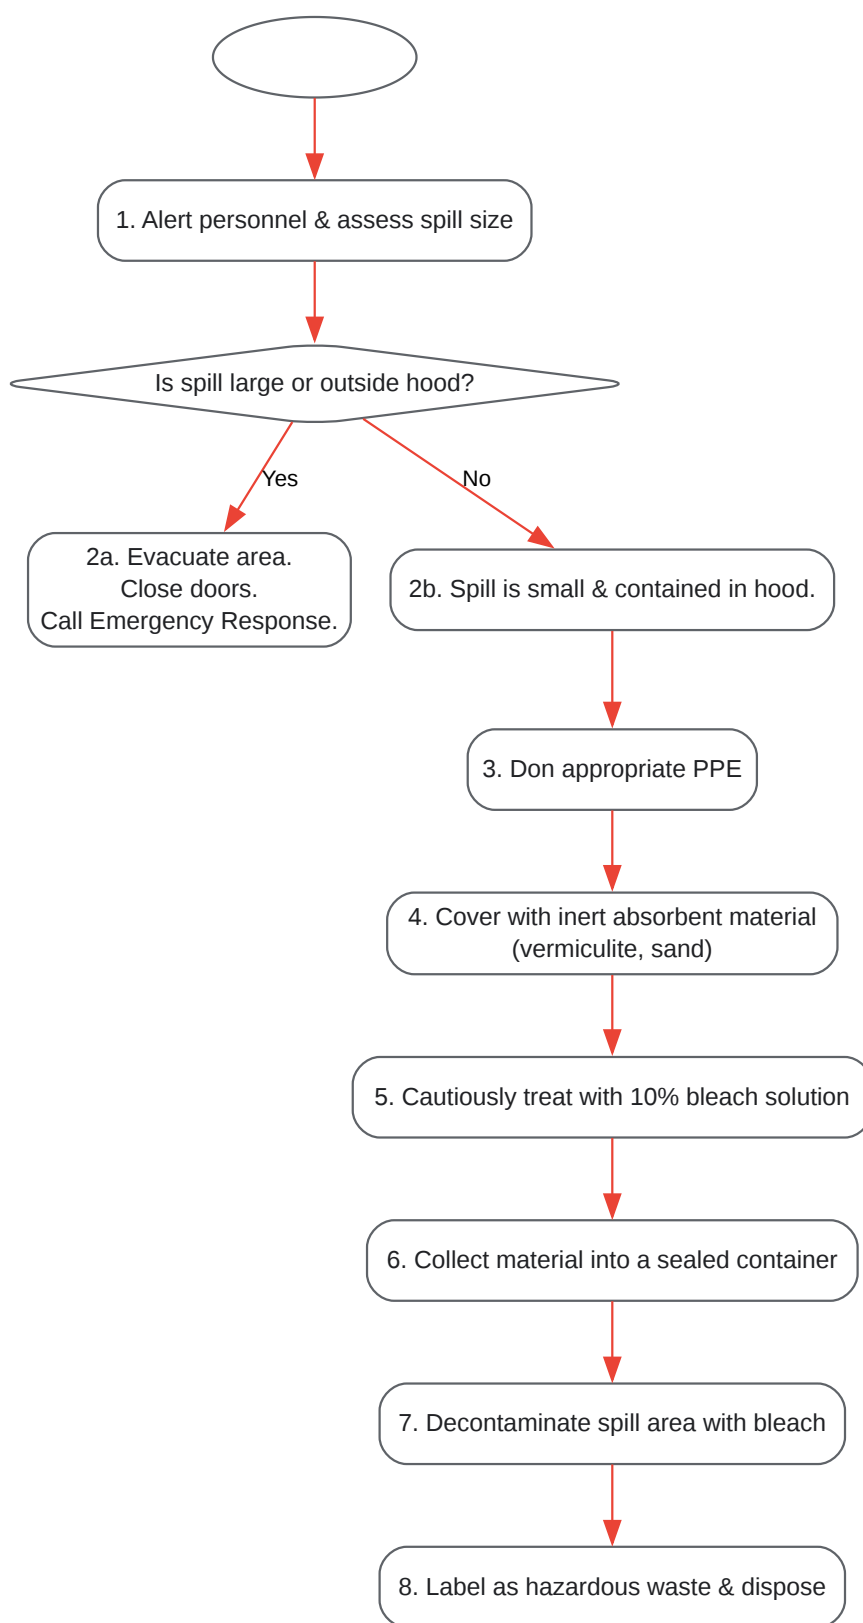 1. Alert personnel & assess spill size
Is spill large or outside hood?
Yes
No
2a. Evacuate area.
Close doors.
Call Emergency Response.
2b. Spill is small & contained in hood.
3. Don appropriate PPE
4. Cover with inert absorbent material
(vermiculite, sand)
5. Cautiously treat with 10% bleach solution
6. Collect material into a sealed container
7. Decontaminate spill area with bleach
8. Label as hazardous waste & dispose